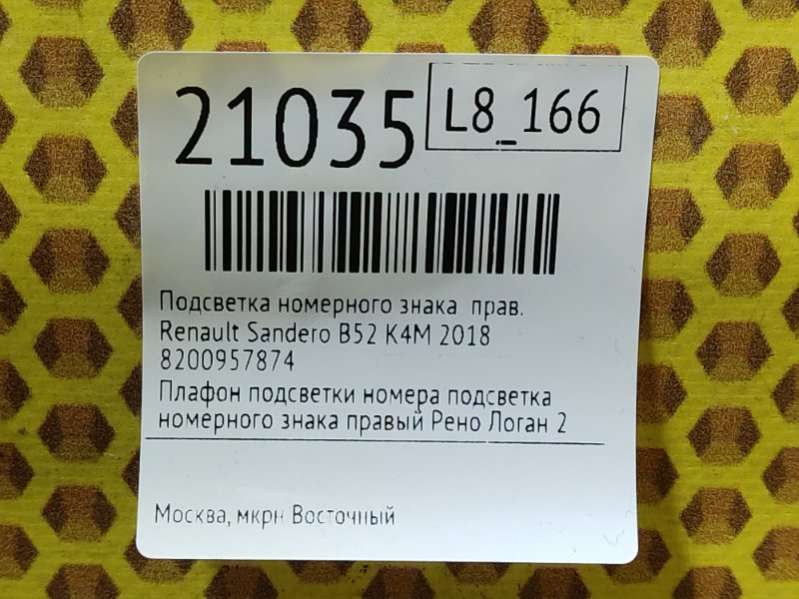 21035
L8_166
Подсветка номерного знака прав.
Renault Sandero B52 K4M 2018
8200957874
Плафон подсветки номера подсветка
номерного знака правый Рено Логан 2
Москва, мкрн Восточный